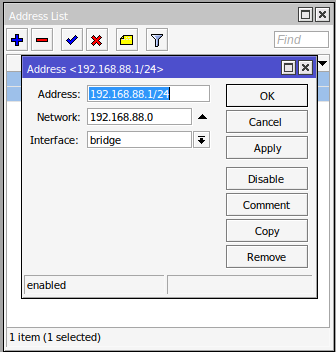 Address List
Find
Address <192.168.88.1/24>
Address: 192.168.88.1/24
OK
Network: 192.168.88.0
Cancel
Interface: bridge
Apply
Disable
Comment
Copy
Remove
enabled
1 item (1 selected)